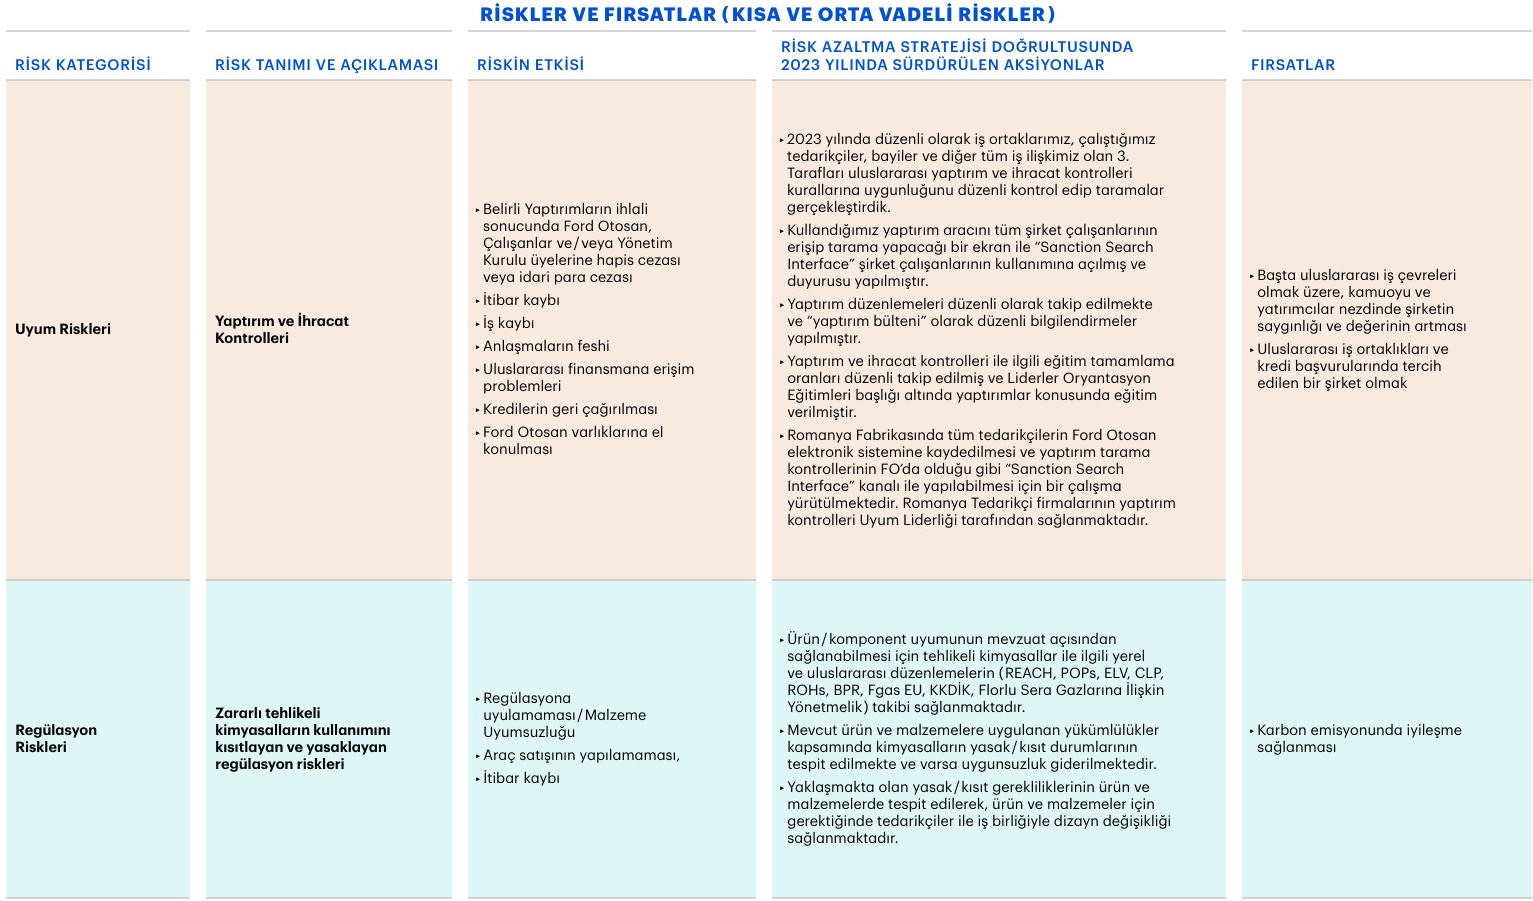 RİSKLER VE FIRSATLAR (KISA VE ORTA VADELİ RİSKLER)
RİSK KATEGORİSİ
RİSK TANIMI VE AÇIKLAMASI
RİSKİN ETKİSİ
RİSK AZALTMA STRATEJİSİ DOĞRULTUSUNDA
2023 YILINDA SÜRDÜRÜLEN AKSİYONLAR
FIRSATLAR
Uyum Riskleri
Yaptırım ve İhracat
Kontrolleri
▸ Belirli Yaptırımların ihlali
sonucunda Ford Otosan,
Çalışanlar ve/veya Yönetim
Kurulu üyelerine hapis cezası
veya idari para cezası
▸ İtibar kaybı
▸ İş kaybı
▸ Anlaşmaların feshi
▸ Uluslararası finansmana erişim
problemleri
▸ Kredilerin geri çağırılması
▸ Ford Otosan varlıklarına el
konulması
▸ 2023 yılında düzenli olarak iş ortaklarımız, çalıştığımız
tedarikçiler, bayiler ve diğer tüm iş ilişkimiz olan 3.
Tarafları uluslararası yaptırım ve ihracat kontrolleri
kurallarına uygunluğunu düzenli kontrol edip taramalar
gerçekleştirdik.
▸ Kullandığımız yaptırım aracını tüm şirket çalışanlarının
erişip tarama yapacağı bir ekran ile “Sanction Search
Interface” şirket çalışanlarının kullanımına açılmış ve
duyurusu yapılmıştır.
▸ Yaptırım düzenlemeleri düzenli olarak takip edilmekte
ve “yaptırım bülteni” olarak düzenli bilgilendirmeler
yapılmıştır.
▸ Yaptırım ve ihracat kontrolleri ile ilgili eğitim tamamlama
oranları düzenli takip edilmiş ve Liderler Oryantasyon
Eğitimleri başlığı altında yaptırımlar konusunda eğitim
verilmiştir.
▸ Romanya Fabrikasında tüm tedarikçilerin Ford Otosan
elektronik sistemine kaydedilmesi ve yaptırım tarama
kontrollerinin FO’da olduğu gibi “Sanction Search
Interface” kanalı ile yapılabilmesi için bir çalışma
yürütülmektedir. Romanya Tedarikçi firmalarının yaptırım
kontrolleri Uyum Liderliği tarafından sağlanmaktadır.
▸ Başta uluslararası iş çevreleri
olmak üzere, kamuoyu ve
yatırımcılar nezdinde şirketin
saygınlığı ve değerinin artması
▸ Uluslararası iş ortaklıkları ve
kredi başvurularında tercih
edilen bir şirket olmak
Regülasyon
Riskleri
Zararlı tehlikeli
kimyasalların kullanımını
kısıtlayan ve yasaklayan
regülasyon riskleri
▸ Regülasyona
uyulamaması/Malzeme
Uyumsuzluğu
▸ Araç satışının yapılamaması,
▸ İtibar kaybı
▸ Ürün/komponent uyumunun mevzuat açısından
sağlanabilmesi için tehlikeli kimyasallar ile ilgili yerel
ve uluslararası düzenlemelerin (REACH, POPs, ELV, CLP,
ROHs, BPR, Fgas EU, KKDİK, Florlu Sera Gazlarına İlişkin
Yönetmelik) takibi sağlanmaktadır.
▸ Mevcut ürün ve malzemelere uygulanan yükümlülükler
kapsamında kimyasalların yasak/kısıt durumlarının
tespit edilmekte ve varsa uygunsuzluk giderilmektedir.
▸ Yaklaşmakta olan yasak/kısıt gerekliliklerinin ürün ve
malzemelerde tespit edilerek, ürün ve malzemeler için
gerektiğinde tedarikçiler ile iş birliğiyle dizayn değişikliği
sağlanmaktadır.
▸ Karbon emisyonunda iyileşme
sağlanması